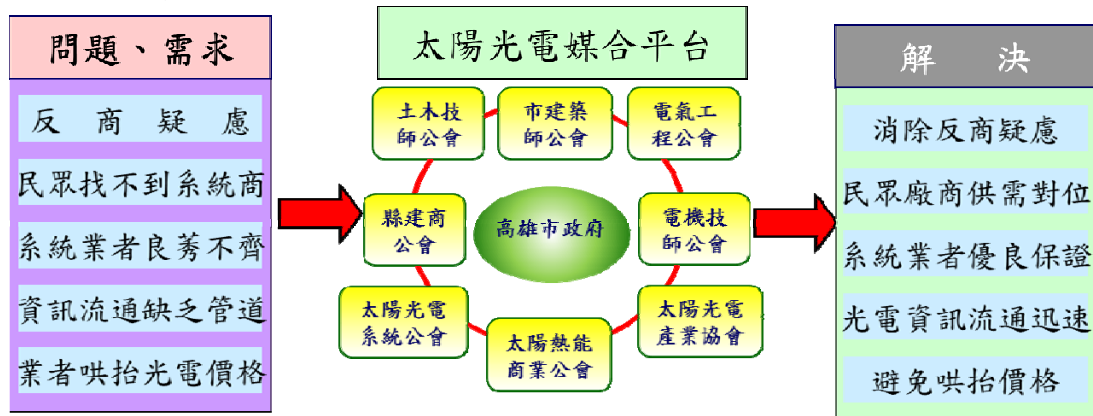 問題、需求
反商疑慮
民眾找不到系統商
系統業者良莠不齊
資訊流通缺乏管道
業者哄抬光電價格
太陽光電媒合平台
土木技
師公會
市建築
師公會
電氣工
程公會
縣建商
公會
高雄市政府
電機技
師公會
太陽光電
系統公會
太陽熱能
商業公會
太陽光電
產業協會
解決
消除反商疑慮
民眾廠商供需對位
系統業者優良保證
光電資訊流通迅速
避免哄抬價格